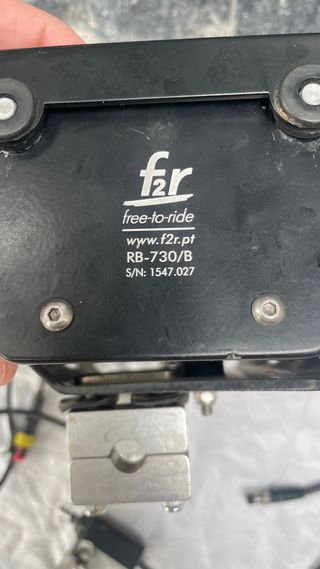 f2r
free-to-ride
www.f2r.pt
RB-730/B
S/N: 1547.027